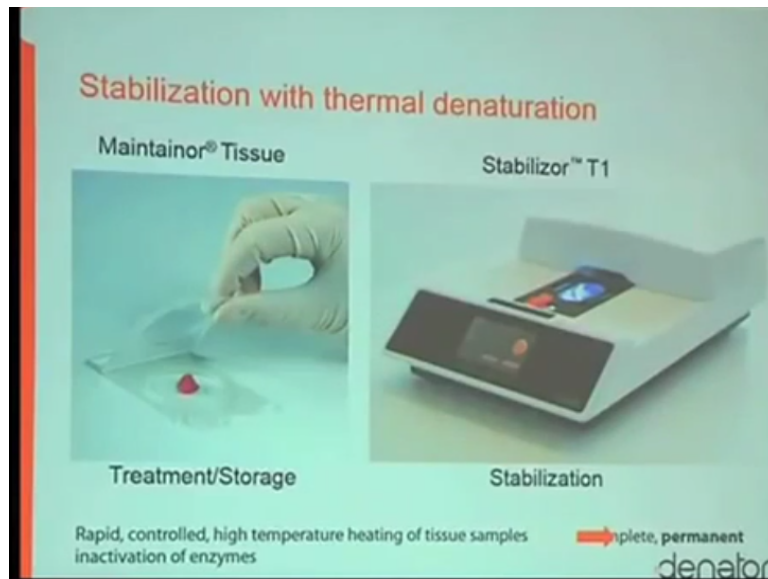 Stabilization with thermal denaturation
Maintainor® Tissue
Stabilizor™ T1
Treatment/Storage
Stabilization
Rapid, controlled, high temperature heating of tissue samples
nplete, permanent
inactivation of enzymes
denator